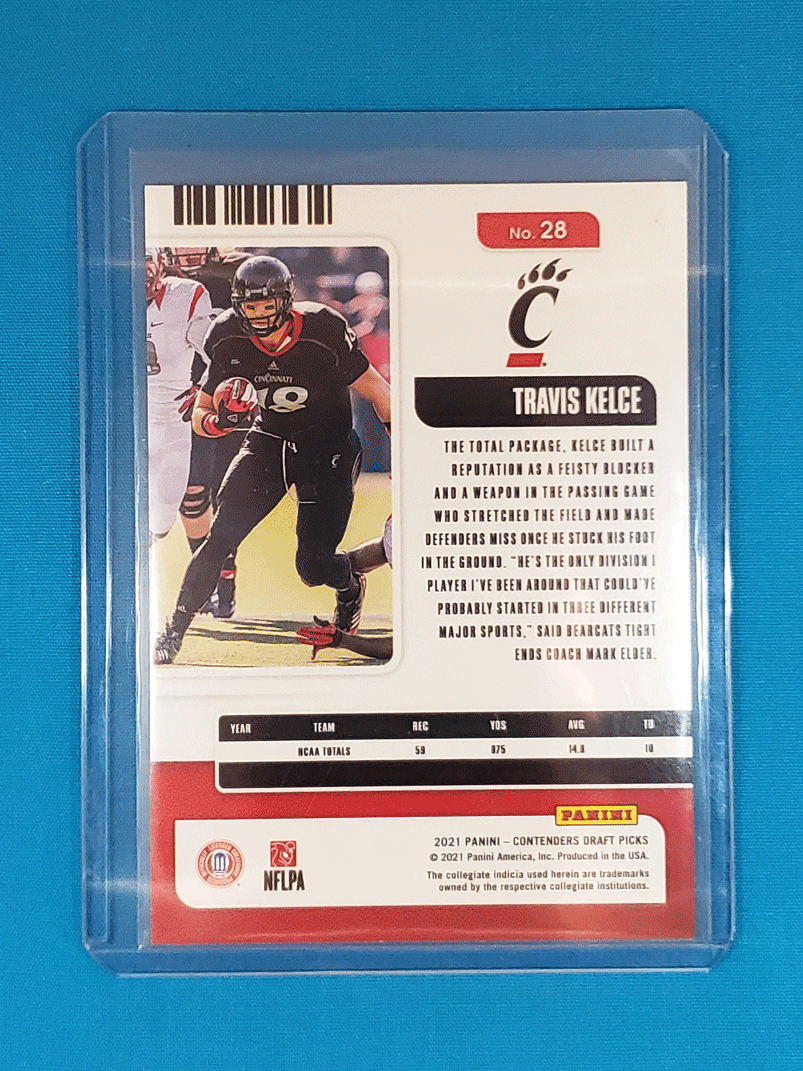 No. 28
C
TRAVIS KELCE
CINCINNATI
18
THE TOTAL PACKAGE, KELCE BUILT A
REPUTATION AS A FEISTY BLOCKER
AND A WEAPON IN THE PASSING GAME
WHO STRETCHED THE FIELD AND MADE
DEFENDERS MISS ONCE HE STUCK HIS FOOT
IN THE GROUND. "HE'S THE ONLY DIVISION I
PLAYER I'VE BEEN AROUND THAT COULD'VE
PROBABLY STARTED IN THREE DIFFERENT
MAJOR SPORTS," SAID BEARCATS TIGHT
ENDS COACH MARK ELDER.
YEAR TEAM REC YDS AVG TD
NCAA TOTALS 59 875 14.8 10
PANINI
2021 PANINI – CONTENDERS DRAFT PICKS
© 2021 Panini America, Inc. Produced in the USA.
The collegiate indicia used herein are trademarks
owned by the respective collegiate institutions.
NFLPA